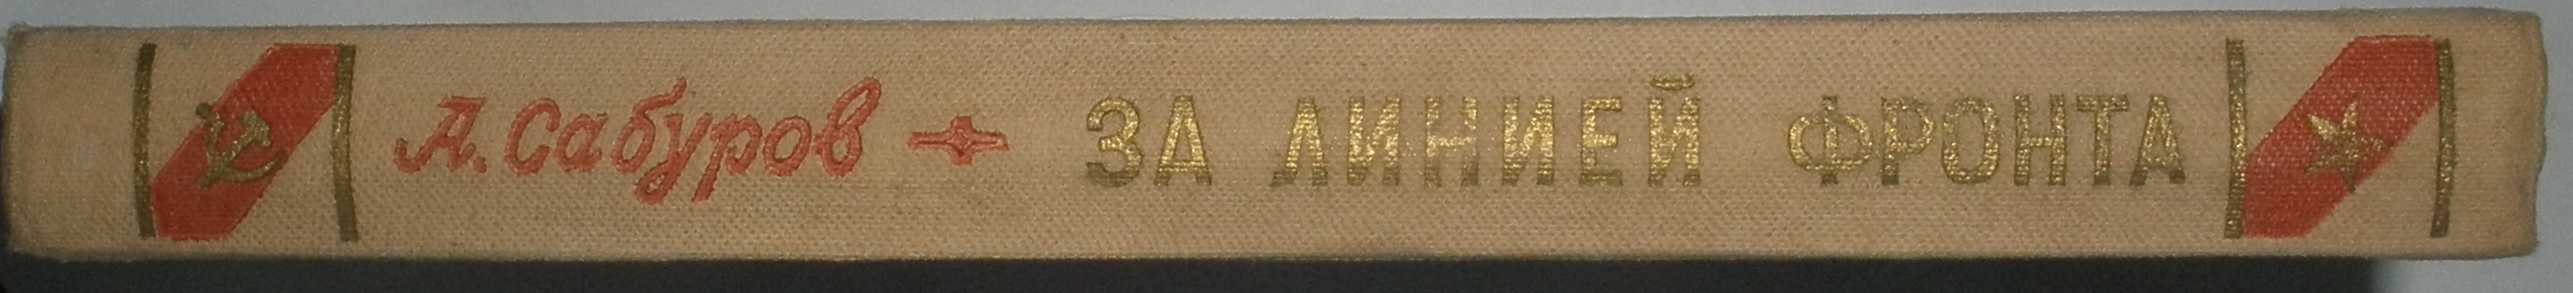 А. Сабуров ЗА ЛИНИЕЙ ФРОНТА